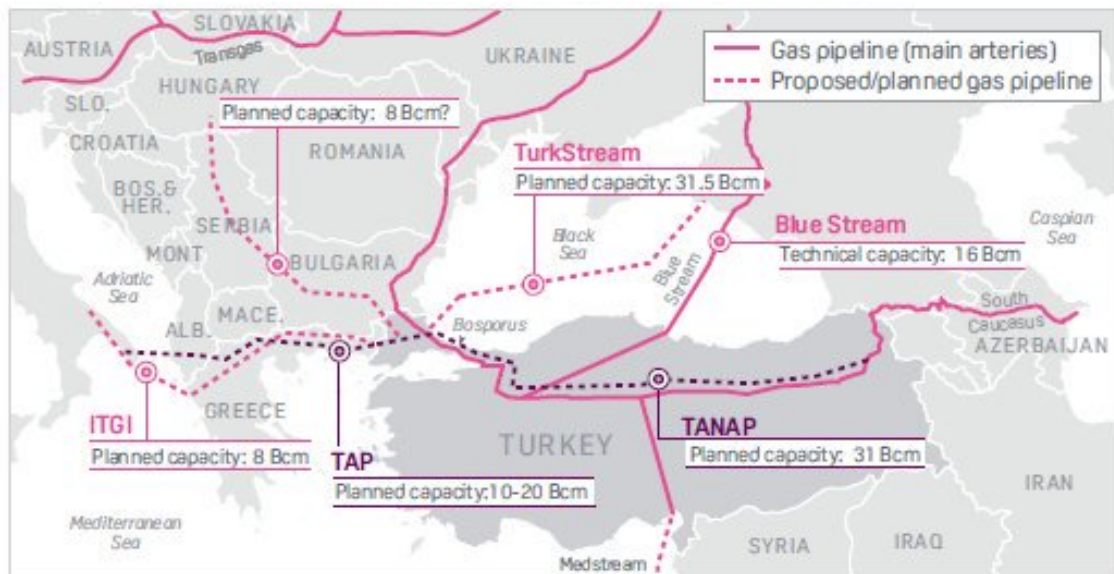 SLOVAKIA
AUSTRIA
Transgas
UKRAINE
Gas pipeline (main arteries)
Proposed/planned gas pipeline
HUNGARY
SLO.
Planned capacity: 8 Bcm?
CROATIA
ROMANIA
TurkStream
Planned capacity: 31.5 Bcm
BOS.&
HER.
SERBIA
Black
Sea
Blue Stream
Technical capacity: 16 Bcm
Caspian
Sea
MONT
BULGARIA
Blue
Stream
Adriatic
Sea
ALB.
MACE.
Bosporus
South
Caucasus
AZERBAIJAN
GREECE
ITGI
Planned capacity: 8 Bcm
TAP
Planned capacity:10-20 Bcm
TURKEY
TANAP
Planned capacity: 31 Bcm
IRAN
Mediterranean
Sea
Medstream
SYRIA
IRAQ